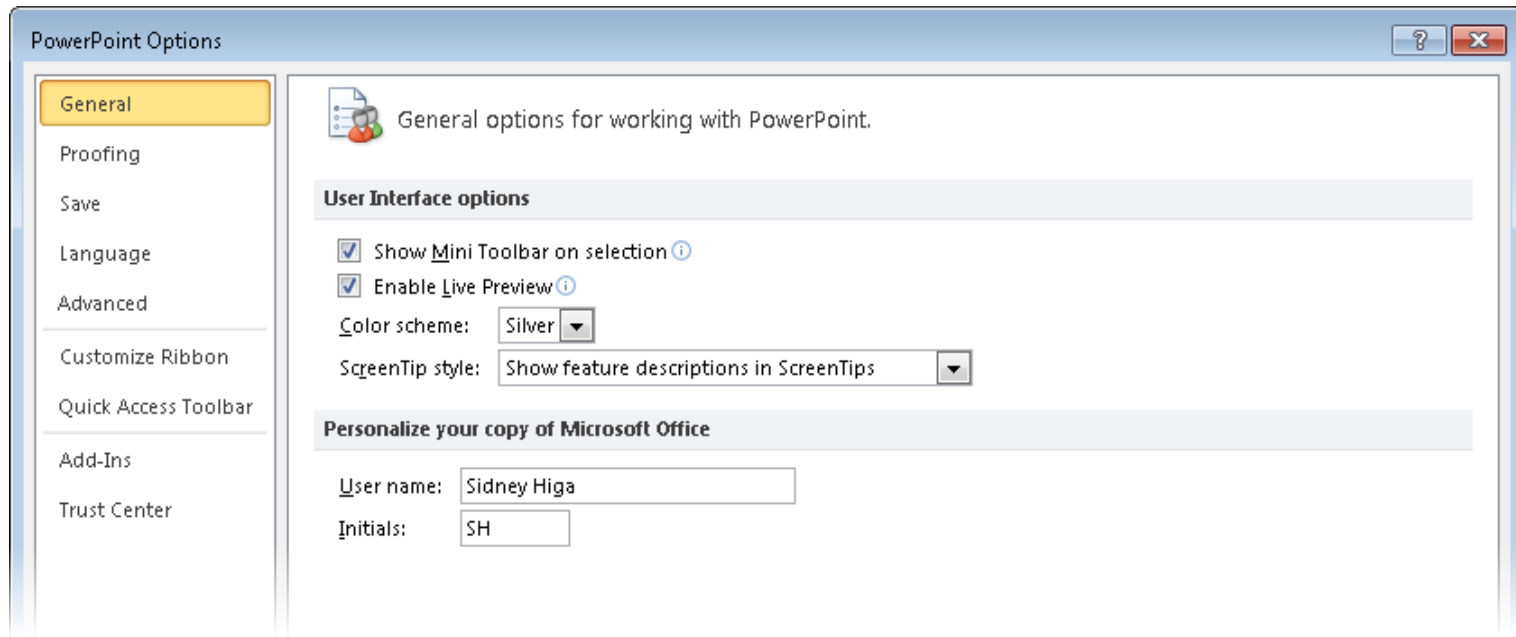 PowerPoint Options
General
Proofing
Save
Language
Advanced
Customize Ribbon
Quick Access Toolbar
Add-Ins
Trust Center
General options for working with PowerPoint.
User Interface options
Show Mini Toolbar on selection
Enable Live Preview
Color scheme: Silver
ScreenTip style: Show feature descriptions in ScreenTips
Personalize your copy of Microsoft Office
User name: Sidney Higa
Initials: SH